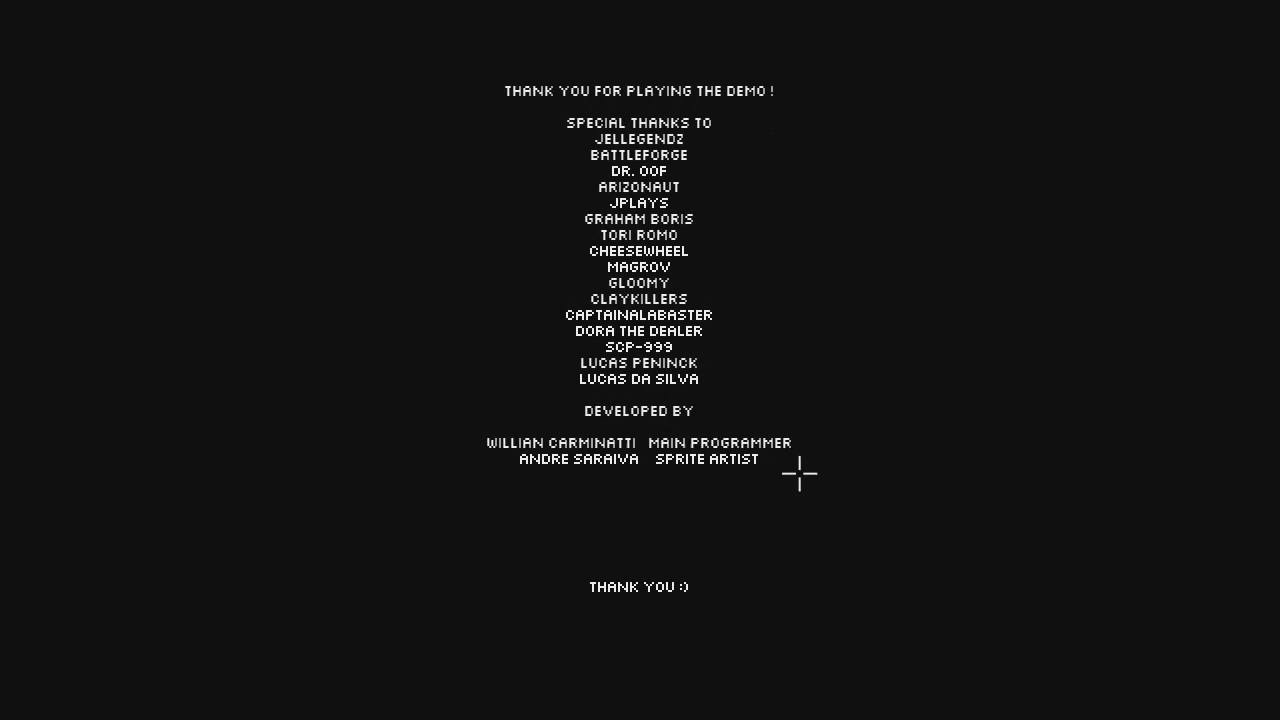 THANK YOU FOR PLAYING THE DEMO !
SPECIAL THANKS TO
JELLEGENDZ
BATTLEFORGE
DR. OOF
ARIZONAUT
JPLAYS
GRAHAM BORIS
TORI ROMO
CHEESEWHEEL
MAGROV
GLOOMY
CLAYKILLERS
CAPTAINALABASTER
DORA THE DEALER
SCP-999
LUCAS PENINCK
LUCAS DA SILVA
DEVELOPED BY
WILLIAN CARMINATTI MAIN PROGRAMMER
ANDRE SARAIVA SPRITE ARTIST
THANK YOU :)